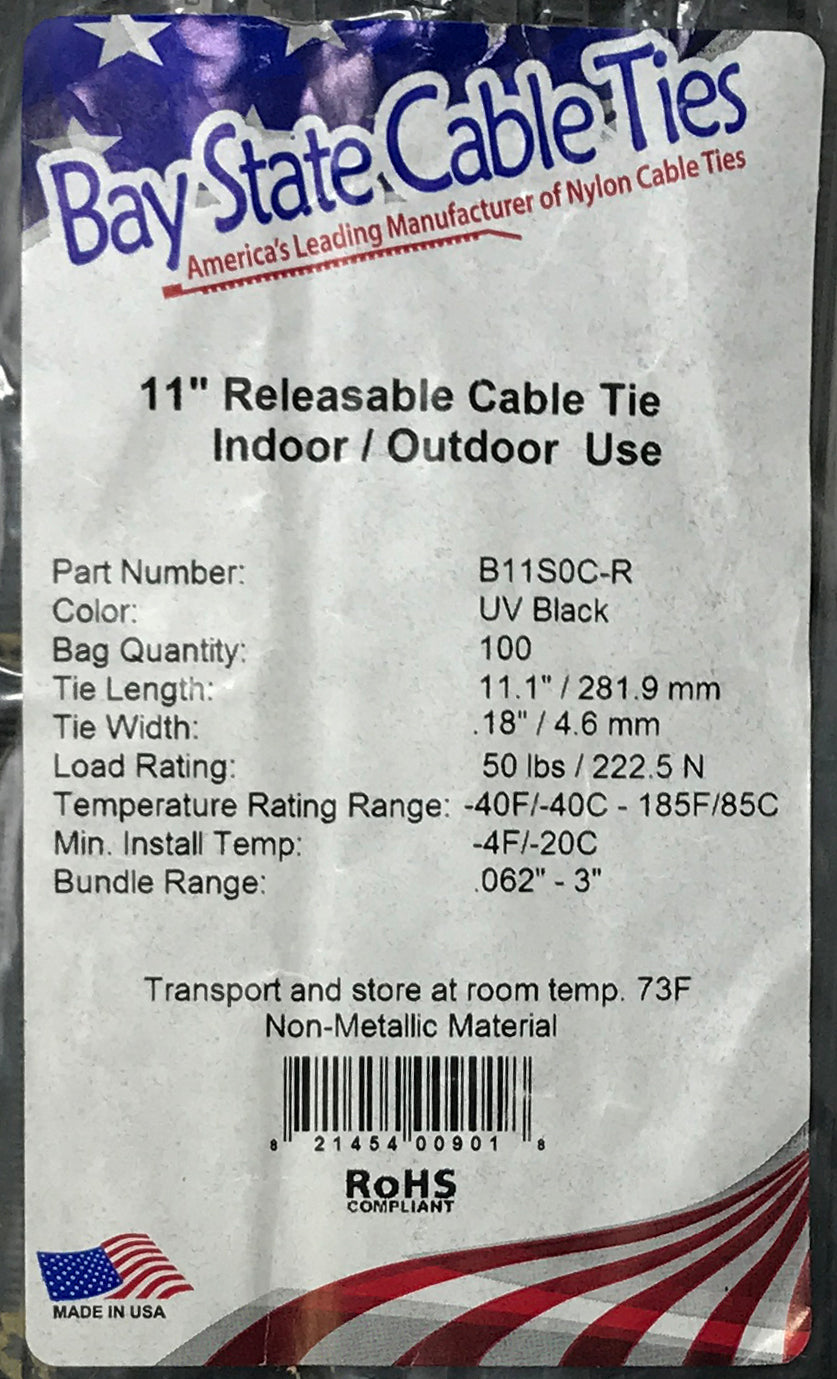 Bay State Cable Ties
America's Leading Manufacturer of Nylon Cable Ties
11" Releasable Cable Tie
Indoor / Outdoor Use
Part Number: B11S0C-R
Color: UV Black
Bag Quantity: 100
Tie Length: 11.1" / 281.9 mm
Tie Width: .18" / 4.6 mm
Load Rating: 50 lbs / 222.5 N
Temperature Rating Range: -40F/-40C - 185F/85C
Min. Install Temp: -4F/-20C
Bundle Range: .062" - 3"
Transport and store at room temp. 73F
Non-Metallic Material
8 21454 00901 8
RoHS
COMPLIANT
MADE IN USA